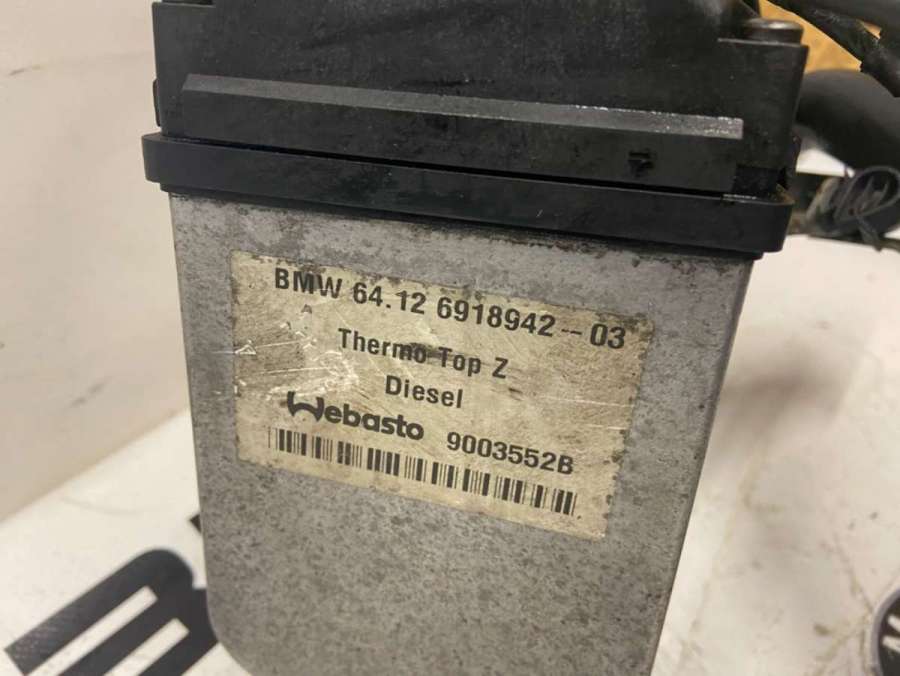 BMW 64.12 6918942--03
Thermo Top Z
Diesel
Webasto 9003552B